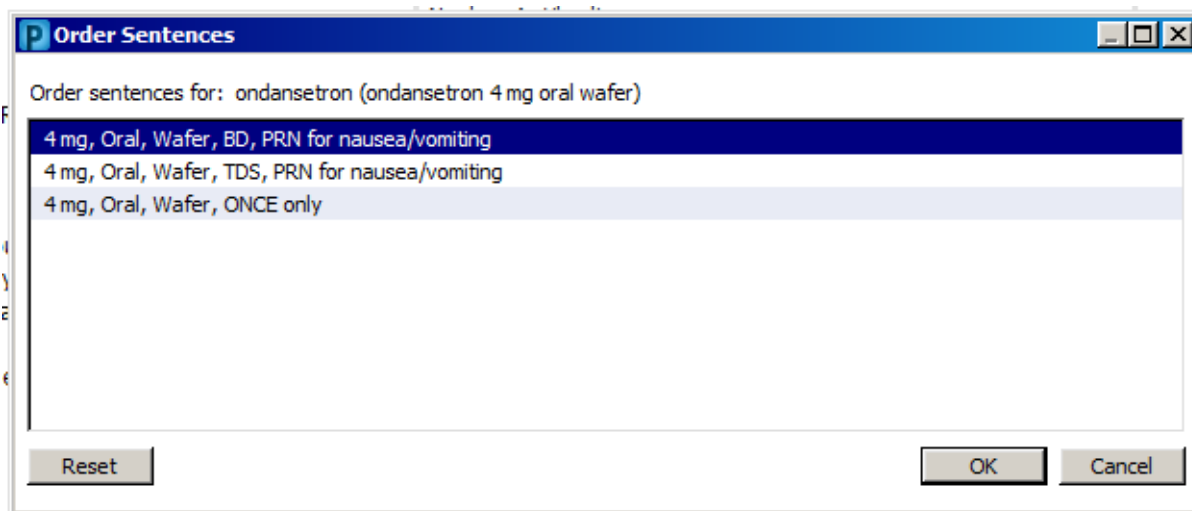 P Order Sentences
Order sentences for: ondansetron (ondansetron 4 mg oral wafer)
4 mg, Oral, Wafer, BD, PRN for nausea/vomiting
4 mg, Oral, Wafer, TDS, PRN for nausea/vomiting
4 mg, Oral, Wafer, ONCE only
Reset OK Cancel